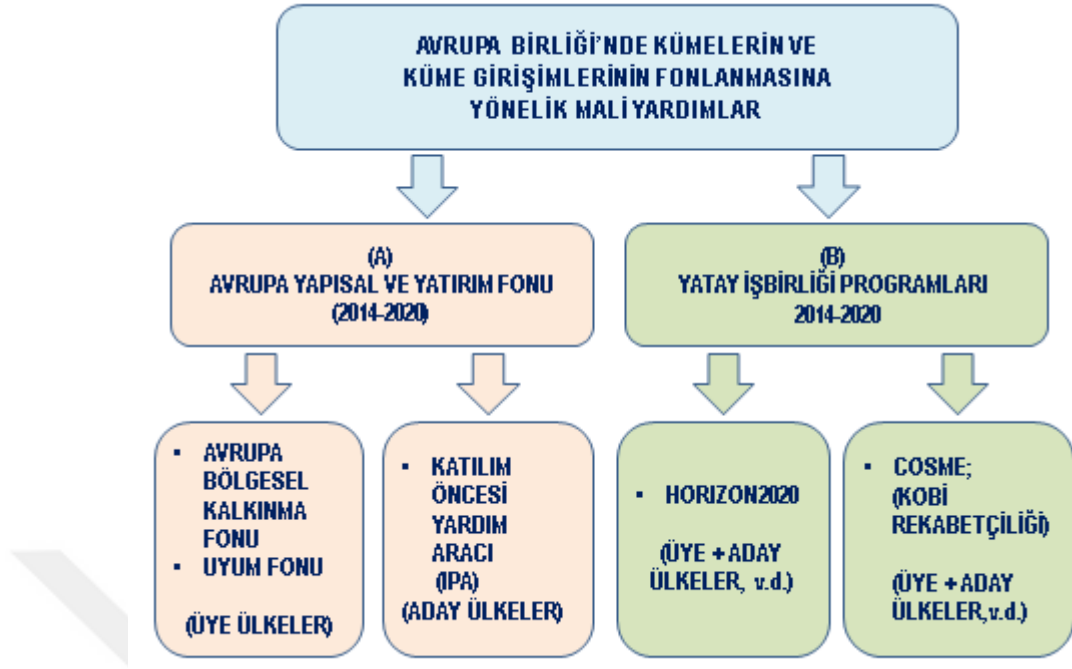 AVRUPA BİRLİĞİ'NDE KÜMELERİN VE
KÜME GİRİŞİMLERİNİN FONLANMASINA
YÖNELİK MALİ YARDIMLAR
(A)
AVRUPA YAPISAL VE YATIRIM FONU
(2014-2020)
(B)
YATAY İŞBİRLİĞİ PROGRAMLARI
2014-2020
▪ AVRUPA
BÖLGESEL
KALKINMA
FONU
▪ UYUM FONU
(ÜYE ÜLKELER)
▪ KATILIM
ÖNCESİ
YARDIM
ARACI
(IPA)
(ADAY ÜLKELER)
▪ HORIZON2020
(ÜYE + ADAY
ÜLKELER, v.d.)
▪ COSME;
(KOBİ
REKABETÇİLİĞİ)
(ÜYE + ADAY
ÜLKELER,v.d.)